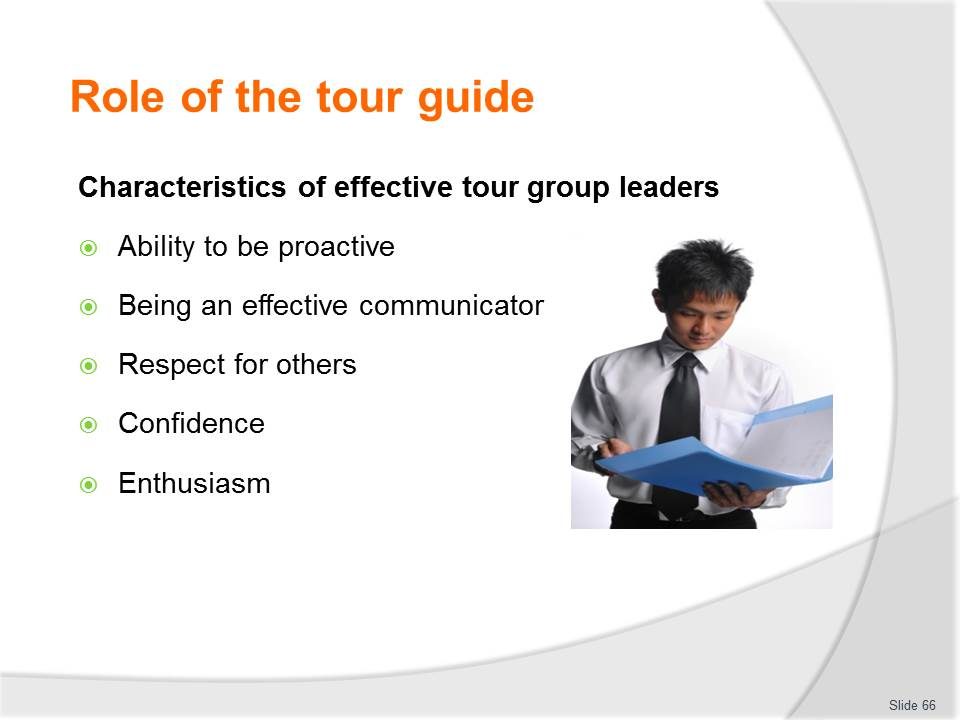 Role of the tour guide
Characteristics of effective tour group leaders
Ability to be proactive
Being an effective communicator
Respect for others
Confidence
Enthusiasm
Slide 66